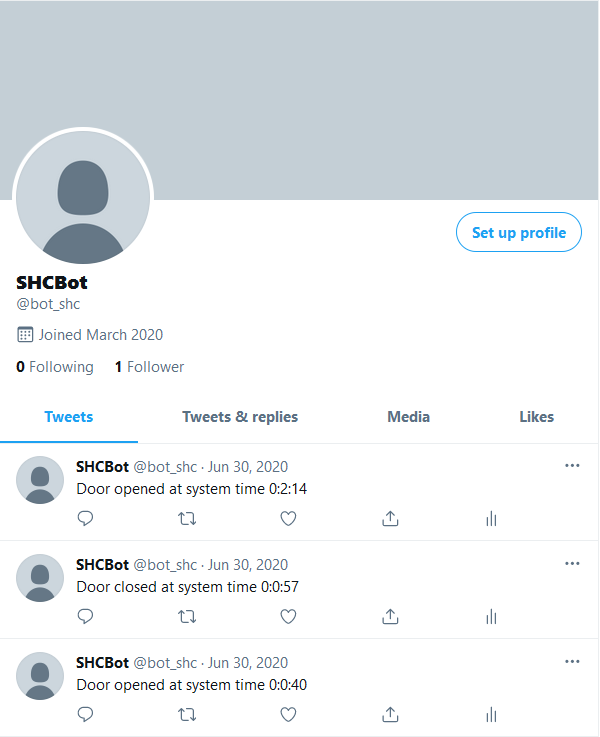 Set up profile
SHCBot
@bot_shc
Joined March 2020
0 Following 1 Follower
Tweets Tweets & replies Media Likes
SHCBot @bot_shc · Jun 30, 2020
Door opened at system time 0:2:14
SHCBot @bot_shc · Jun 30, 2020
Door closed at system time 0:0:57
SHCBot @bot_shc · Jun 30, 2020
Door opened at system time 0:0:40